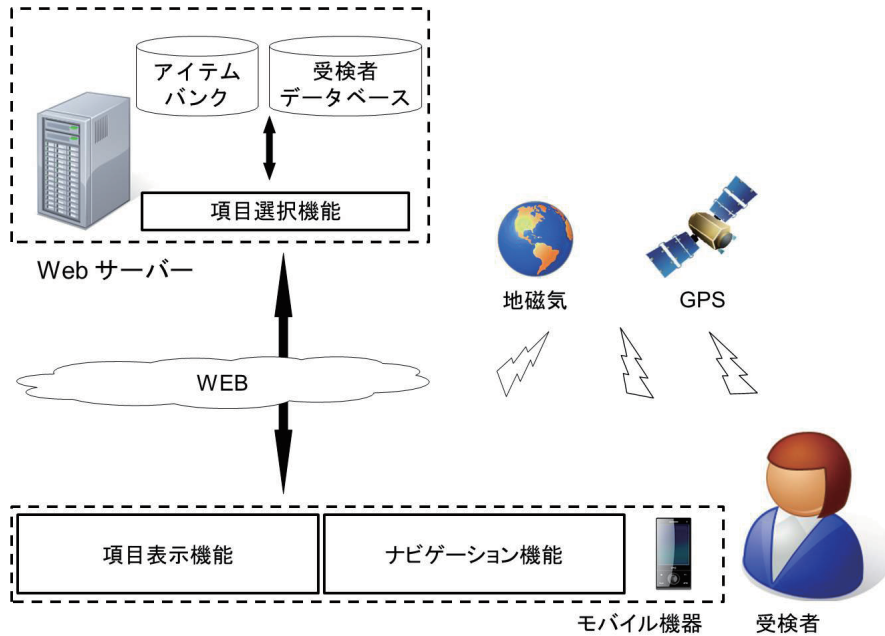 アイテム
バンク
受検者
データベース
項目選択機能
Web サーバー
地磁気
GPS
WEB
項目表示機能
ナビゲーション機能
モバイル機器
受検者